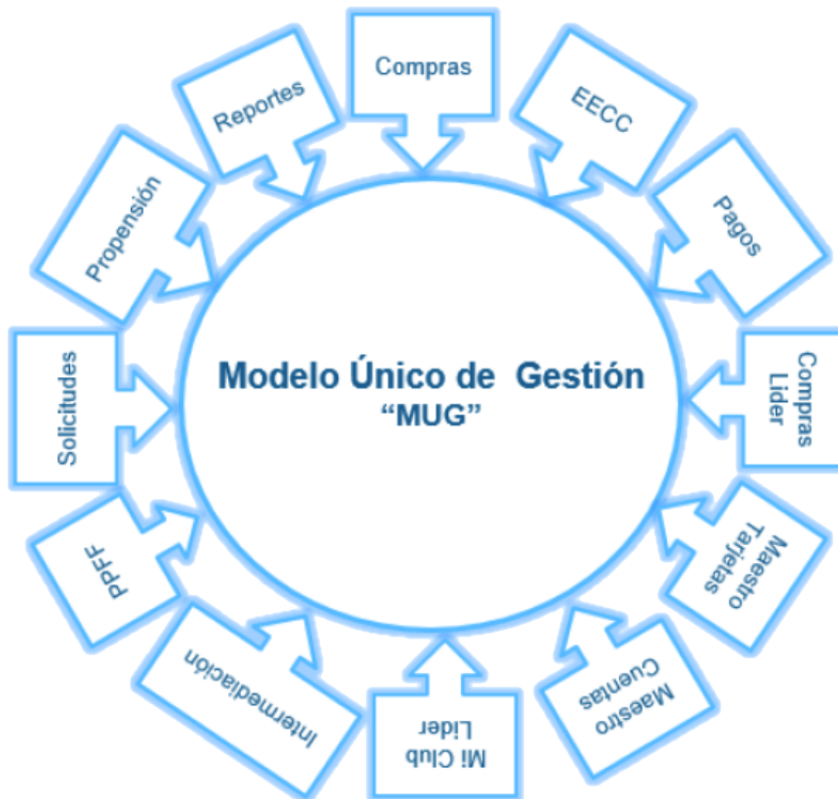 Compras
EECC
Pagos
Compras
Lider
Maestro
Tarjetas
Maestro
Cuentas
Mi Club
Lider
Intermediación
PPFF
Solicitudes
Propensión
Reportes
Modelo Único de Gestión
“MUG”